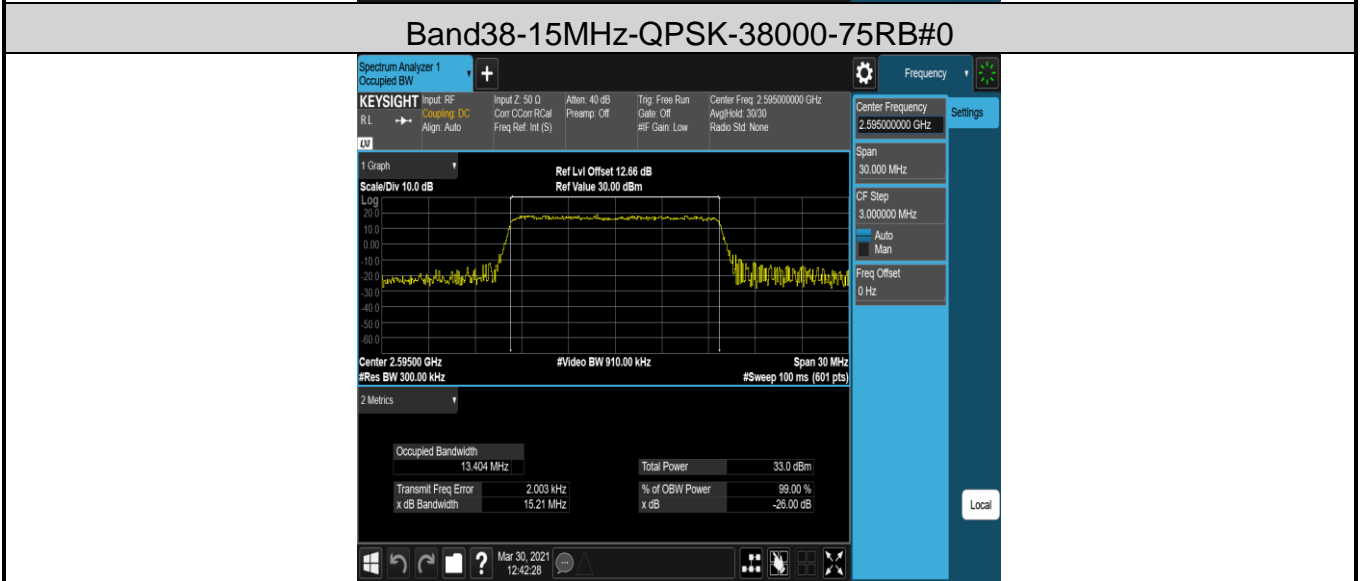 Band38-15MHz-QPSK-38000-75RB#0
Spectrum Analyzer 1
Occupied BW
+
Frequency
KEYSIGHT
RL
LXI
Input: RF
Coupling: DC
Align: Auto
Input Z: 50 Ω
Corr CCorr RCal
Freq Ref: Int (S)
Atten: 40 dB
Preamp: Off
Trig: Free Run
Gate: Off
#IF Gain: Low
Center Freq: 2.595000000 GHz
Avg|Hold: 30/30
Radio Std: None
Center Frequency
2.595000000 GHz
Settings
Span
30.000 MHz
CF Step
3.000000 MHz
Auto
Man
Freq Offset
0 Hz
Local
1 Graph
Scale/Div 10.0 dB
Ref Lvl Offset 12.66 dB
Ref Value 30.00 dBm
Log
20.0
10.0
0.00
-10.0
-20.0
-30.0
-40.0
-50.0
-60.0
Center 2.59500 GHz
#Res BW 300.00 kHz
#Video BW 910.00 kHz
Span 30 MHz
#Sweep 100 ms (601 pts)
2 Metrics
Occupied Bandwidth
13.404 MHz
Total Power 33.0 dBm
Transmit Freq Error 2.003 kHz
% of OBW Power 99.00 %
x dB Bandwidth 15.21 MHz
x dB -26.00 dB
?
Mar 30, 2021
12:42:28